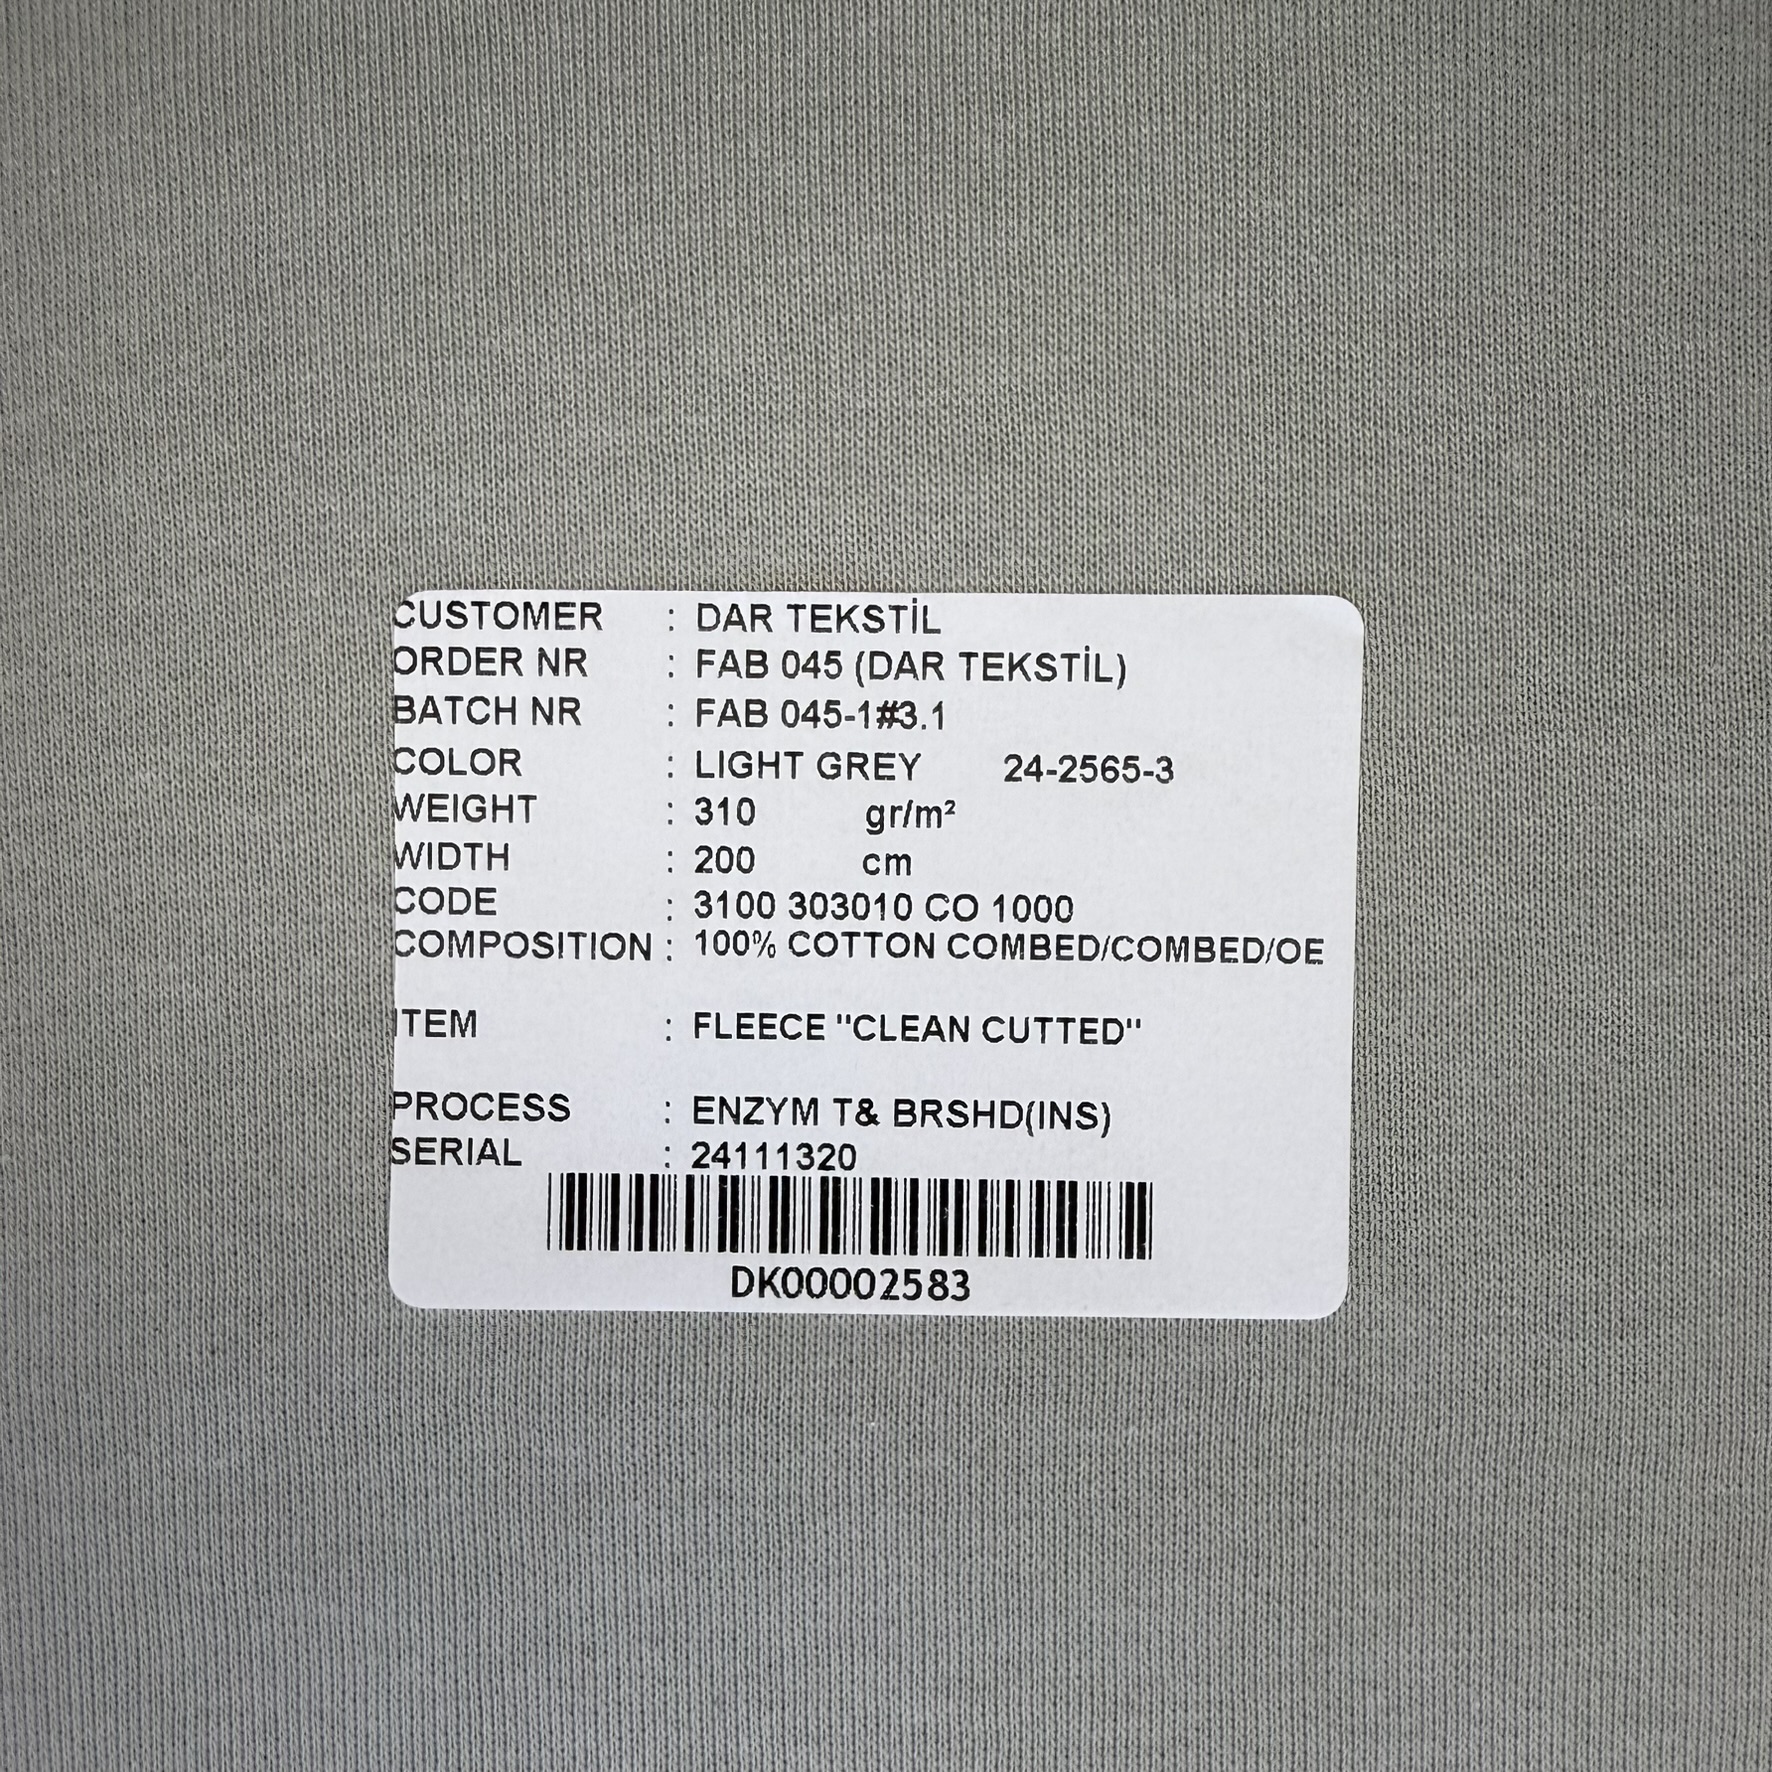 CUSTOMER : DAR TEKSTİL
ORDER NR : FAB 045 (DAR TEKSTİL)
BATCH NR : FAB 045-1#3.1
COLOR : LIGHT GREY 24-2565-3
WEIGHT : 310 gr/m²
WIDTH : 200 cm
CODE : 3100 303010 CO 1000
COMPOSITION : 100% COTTON COMBED/COMBED/OE
ITEM : FLEECE "CLEAN CUTTED"
PROCESS : ENZYM T& BRSHD(INS)
SERIAL : 24111320
DK00002583